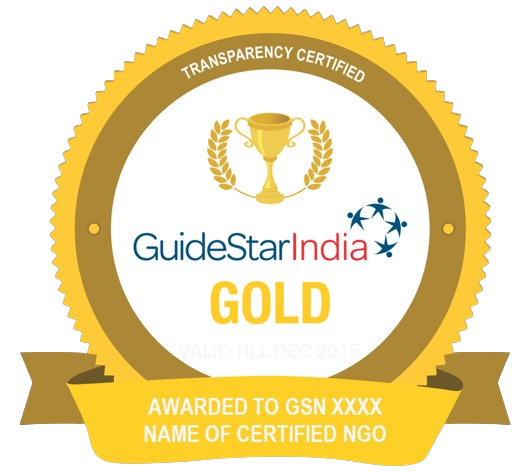 TRANSPARENCY CERTIFIED
GuideStarIndia
GOLD
VALID TILL DEC 2015
AWARDED TO GSN XXXX
NAME OF CERTIFIED NGO